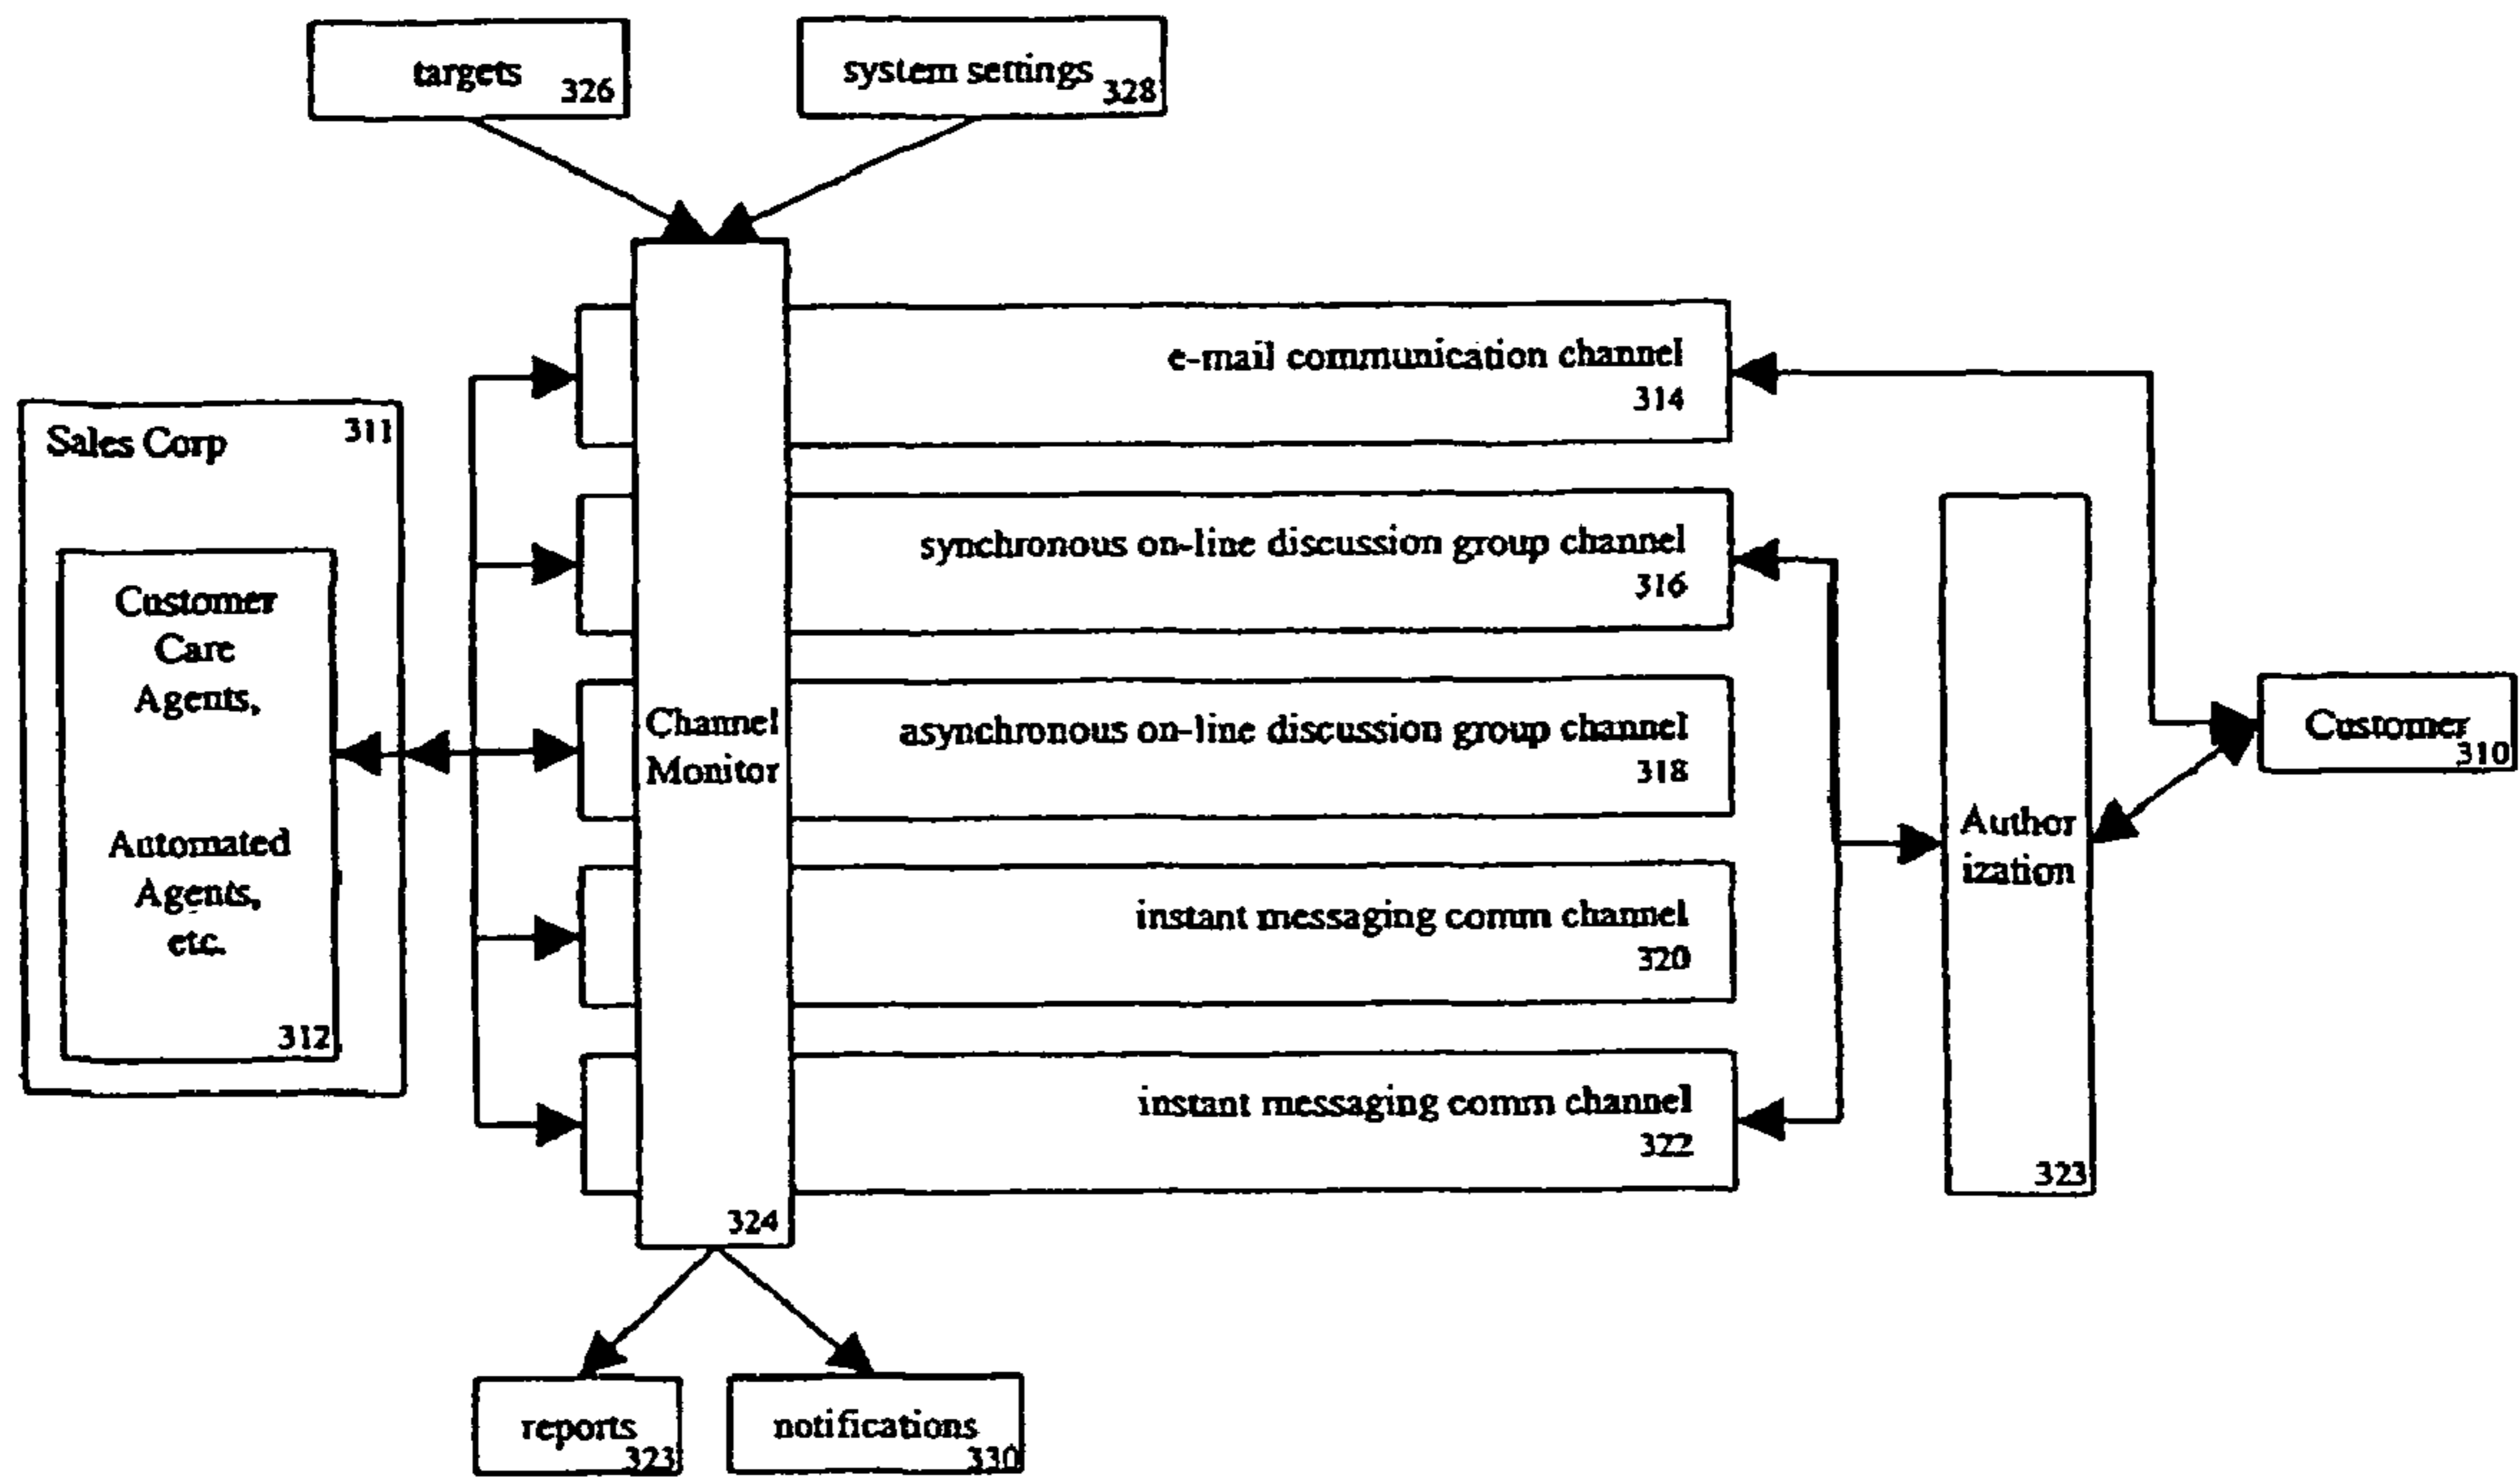 targets
326
system settings
328
e-mail communication channel
314
Sales Corp
311
synchronous on-line discussion group channel
316
Customer
Care
Agents,
Automated
Agents,
etc.
312
Channel
Monitor
324
asynchronous on-line discussion group channel
318
instant messaging comm channel
320
instant messaging comm channel
322
Author
ization
323
Customer
310
reports
323
notifications
330